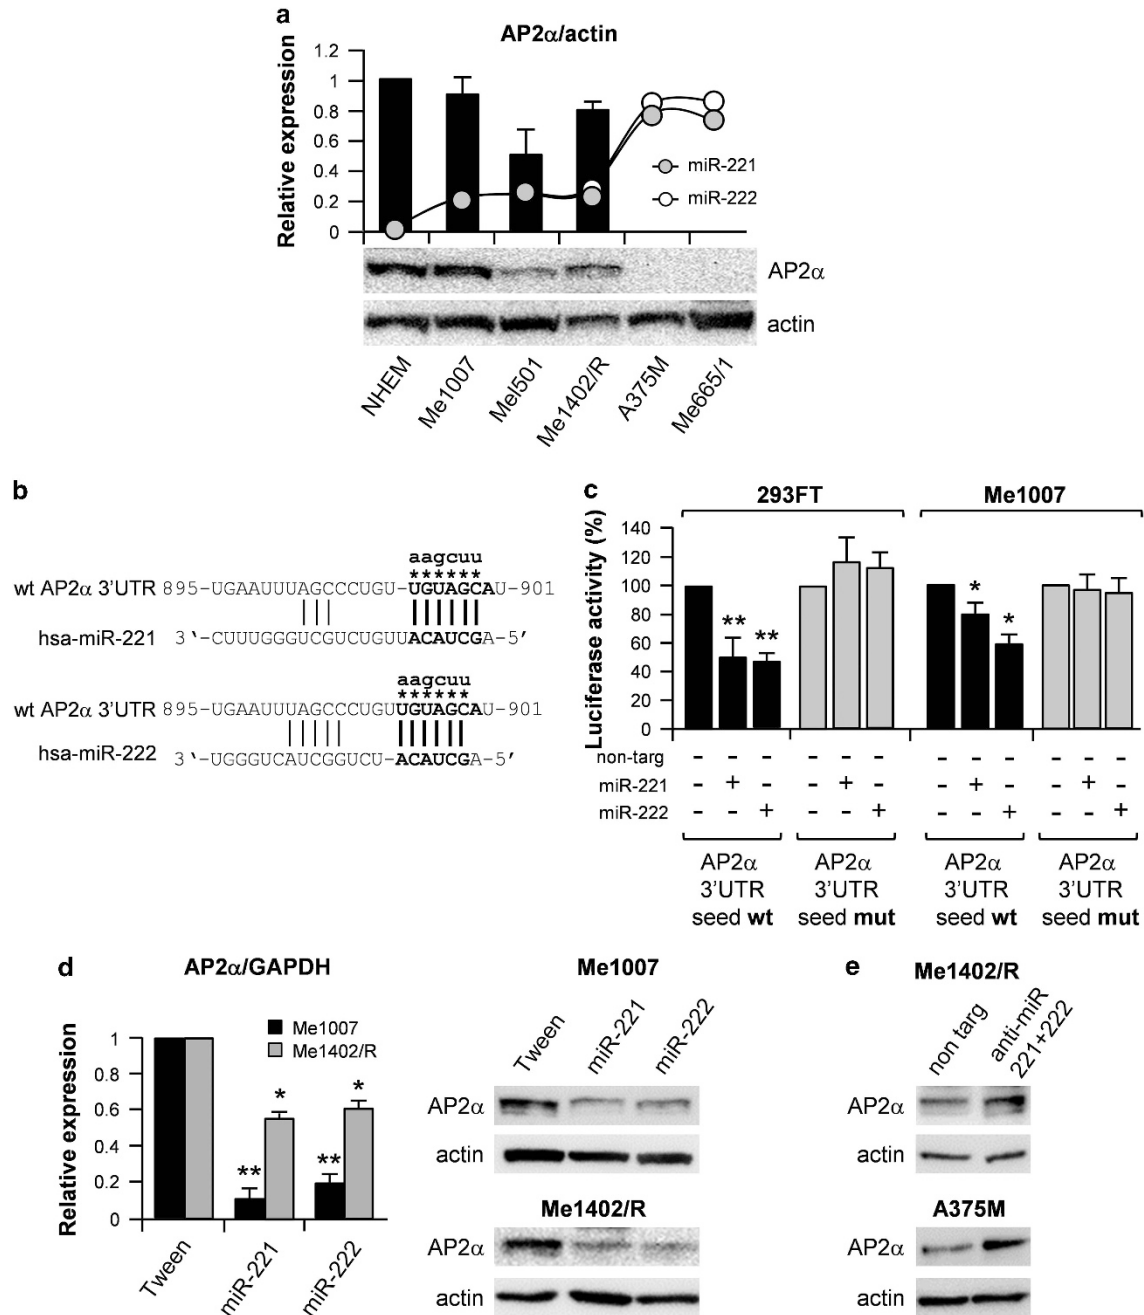 a
AP2α/actin
Relative expression
1.2
1
0.8
0.6
0.4
0.2
0
miR-221
miR-222
AP2α
actin
NHEM
Me1007
Mel501
Me1402/R
A375M
Me665/1
b
aagcuu
******
wt AP2α 3'UTR 895-UGAAUUUAGCCCUGU-UGUAGCAU-901
hsa-miR-221 3'-CUUUGGGUCGUCUGUUACAUCGA-5'
aagcuu
******
wt AP2α 3'UTR 895-UGAAUUUAGCCCUGUUGUAGCAU-901
hsa-miR-222 3'-UGGGUCAUCGGUCU-ACAUCGA-5'
c
293FT Me1007
Luciferase activity (%)
140
120
100
80
60
40
20
0
** ** * *
non-targ - - - - - - - - - - - -
miR-221 - + - - + - - + - - + -
miR-222 - - + - - + - - + - - +
AP2α 3'UTR seed wt
AP2α 3'UTR seed mut
AP2α 3'UTR seed wt
AP2α 3'UTR seed mut
d
AP2α/GAPDH
Me1007
Me1402/R
Relative expression
1
0.8
0.6
0.4
0.2
0
** * ** *
Tween
miR-221
miR-222
Me1007
Tween
miR-221
miR-222
AP2α
actin
Me1402/R
AP2α
actin
e
Me1402/R
non targ
anti-miR
221+222
AP2α
actin
A375M
AP2α
actin